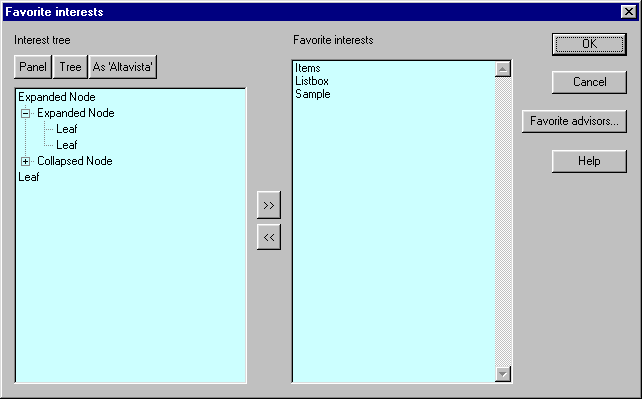 Favorite interests
Interest tree
Panel
Tree
As 'Altavista'
Expanded Node
Expanded Node
Leaf
Leaf
Collapsed Node
Leaf
>>
<<
Favorite interests
Items
Listbox
Sample
OK
Cancel
Favorite advisors...
Help